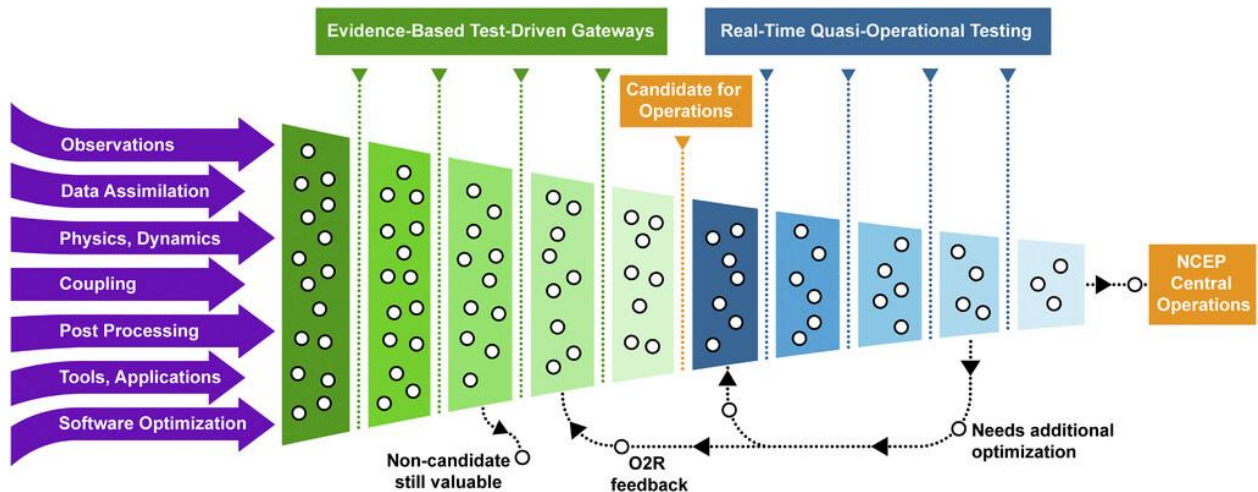 Evidence-Based Test-Driven Gateways
Real-Time Quasi-Operational Testing
Candidate for
Operations
Observations
Data Assimilation
Physics, Dynamics
Coupling
Post Processing
Tools, Applications
Software Optimization
NCEP
Central
Operations
Non-candidate
still valuable
O2R
feedback
Needs additional
optimization